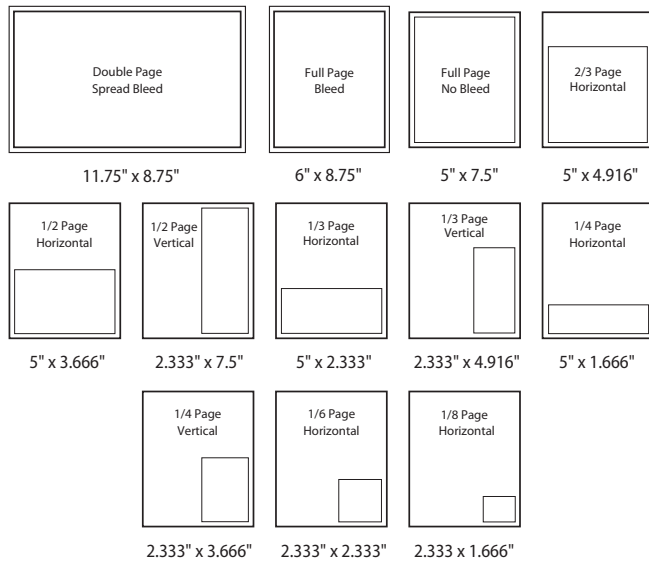 Double Page
Spread Bleed
Full Page
Bleed
Full Page
No Bleed
2/3 Page
Horizontal
11.75" x 8.75"
6" x 8.75"
5" x 7.5"
5" x 4.916"
1/2 Page
Horizontal
1/2 Page
Vertical
1/3 Page
Horizontal
1/3 Page
Vertical
1/4 Page
Horizontal
5" x 3.666"
2.333" x 7.5"
5" x 2.333"
2.333" x 4.916"
5" x 1.666"
1/4 Page
Vertical
1/6 Page
Horizontal
1/8 Page
Horizontal
2.333" x 3.666"
2.333" x 2.333"
2.333 x 1.666"